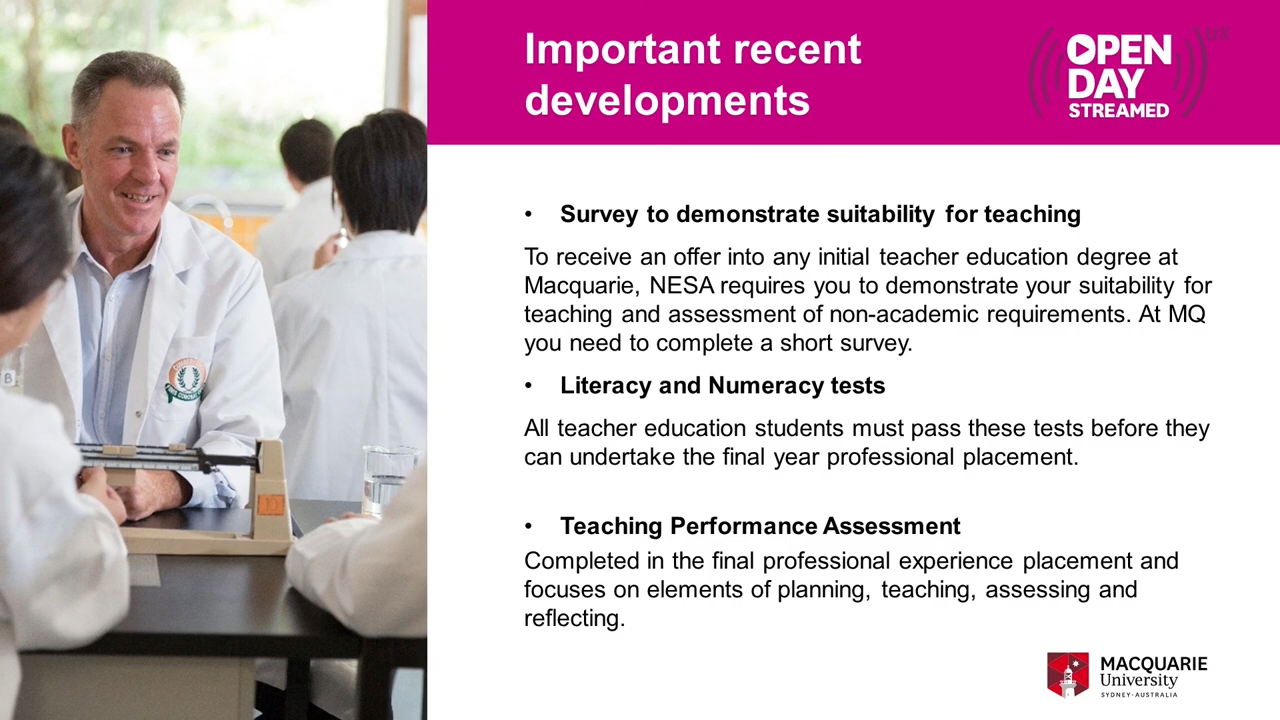 Important recent
developments
OPEN
DAY
STREAMED
• Survey to demonstrate suitability for teaching
To receive an offer into any initial teacher education degree at
Macquarie, NESA requires you to demonstrate your suitability for
teaching and assessment of non-academic requirements. At MQ
you need to complete a short survey.
• Literacy and Numeracy tests
All teacher education students must pass these tests before they
can undertake the final year professional placement.
• Teaching Performance Assessment
Completed in the final professional experience placement and
focuses on elements of planning, teaching, assessing and
reflecting.
B
MACQUARIE
University
SYDNEY·AUSTRALIA